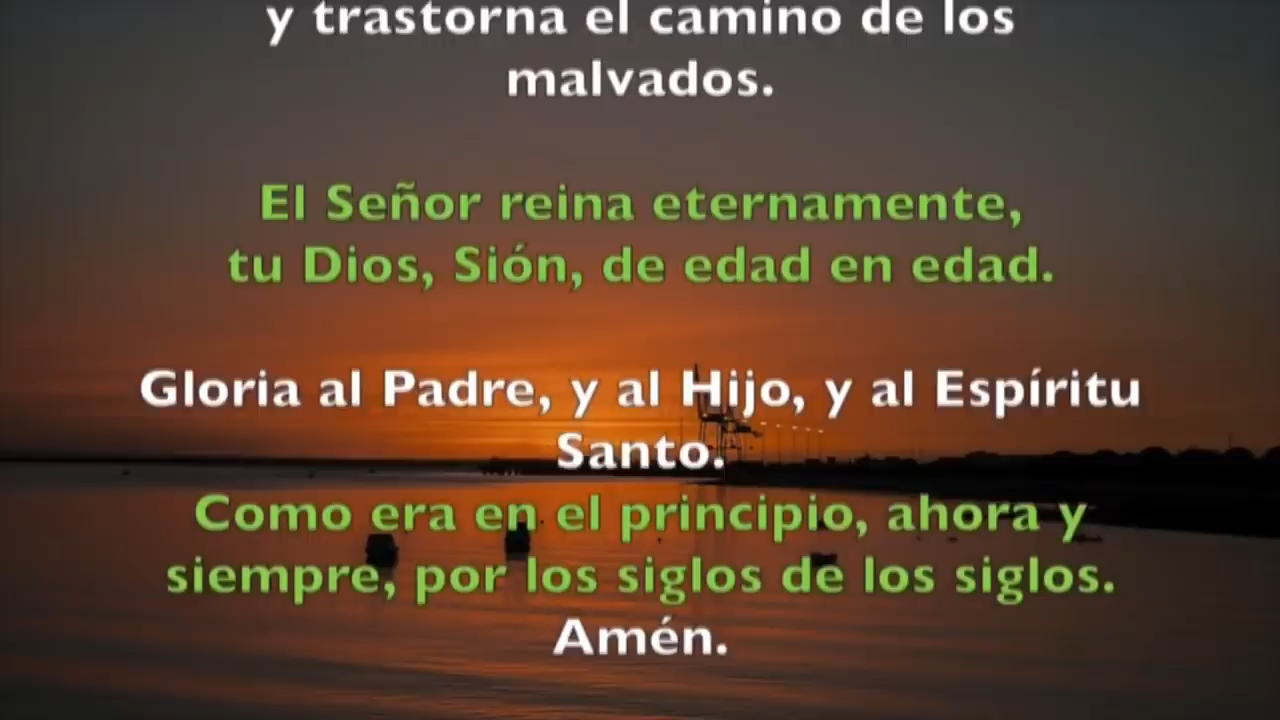 y trastorna el camino de los
malvados.
El Señor reina eternamente,
tu Dios, Sión, de edad en edad.
Gloria al Padre, y al Hijo, y al Espíritu
Santo.
Como era en el principio, ahora y
siempre, por los siglos de los siglos.
Amén.